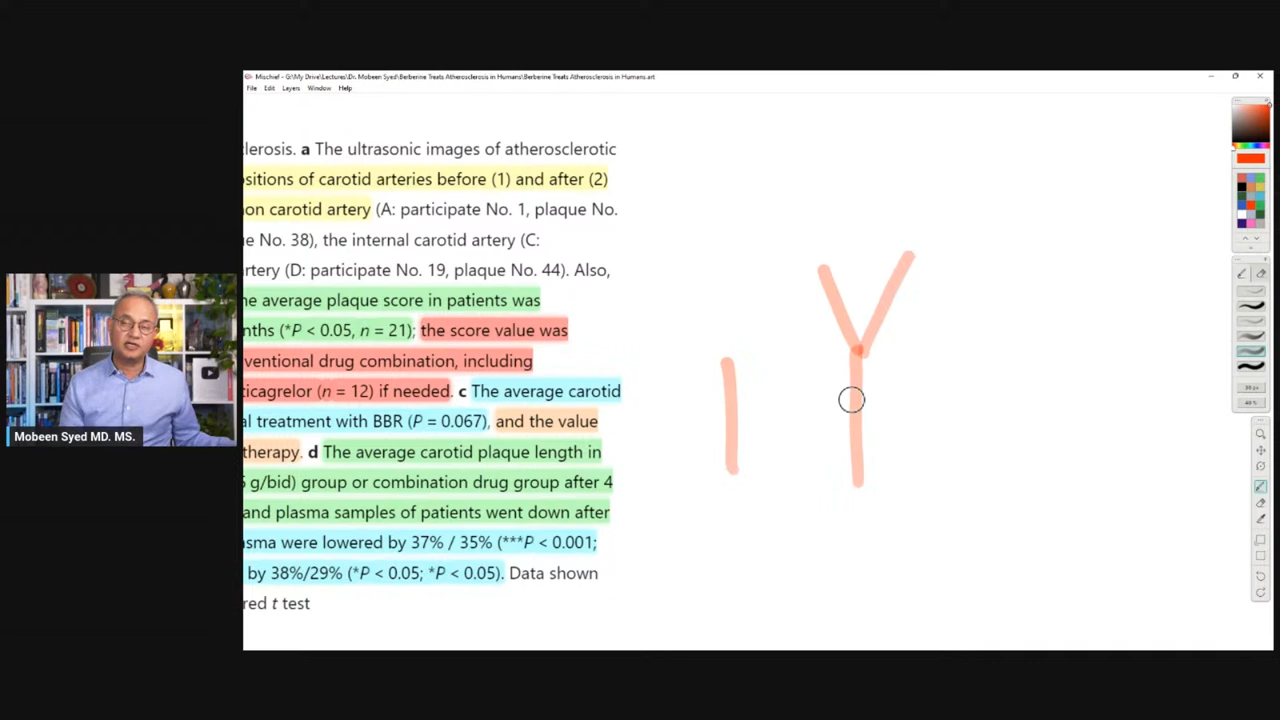 Mischief - G:\My Drive\Lectures\Dr. Mobeen Syed\Berberine Treats Atherosclerosis in Humans\Berberine Treats Atherosclerosis in Humans.art
File Edit Layers Window Help
lerosis. a The ultrasonic images of atherosclerotic
sitions of carotid arteries before (1) and after (2)
non carotid artery (A: participate No. 1, plaque No.
e No. 38), the internal carotid artery (C:
rtery (D: participate No. 19, plaque No. 44). Also,
he average plaque score in patients was
nths (*P < 0.05, n = 21); the score value was
ventional drug combination, including
icagrelor (n = 12) if needed. c The average carotid
al treatment with BBR (P = 0.067), and the value
therapy. d The average carotid plaque length in
g/bid) group or combination drug group after 4
and plasma samples of patients went down after
sma were lowered by 37% / 35% (***P < 0.001;
by 38%/29% (*P < 0.05; *P < 0.05). Data shown
red t test
Mobeen Syed MD. MS.